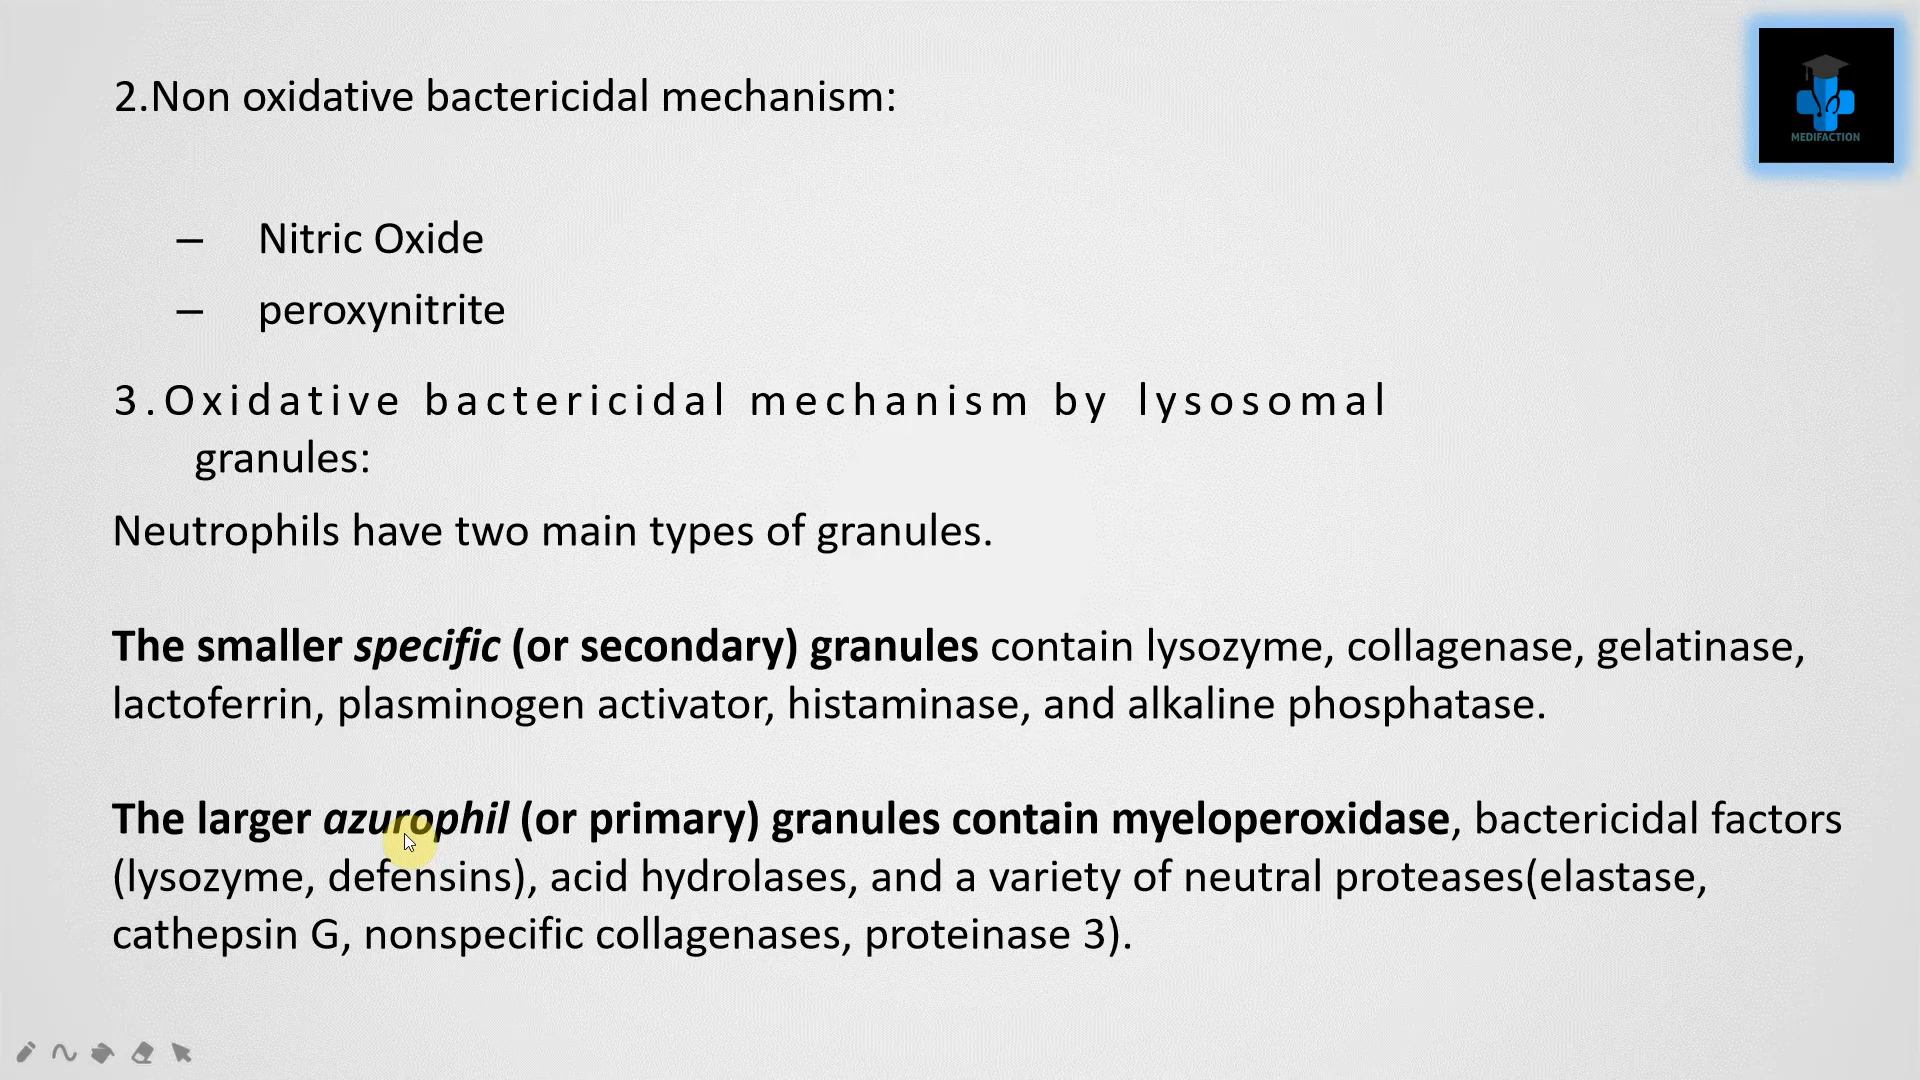 2.Non oxidative bactericidal mechanism:
MEDIFACTION
– Nitric Oxide
– peroxynitrite
3.Oxidative bactericidal mechanism by lysosomal
granules:
Neutrophils have two main types of granules.
The smaller specific (or secondary) granules contain lysozyme, collagenase, gelatinase,
lactoferrin, plasminogen activator, histaminase, and alkaline phosphatase.
The larger azurophil (or primary) granules contain myeloperoxidase, bactericidal factors
(lysozyme, defensins), acid hydrolases, and a variety of neutral proteases(elastase,
cathepsin G, nonspecific collagenases, proteinase 3).